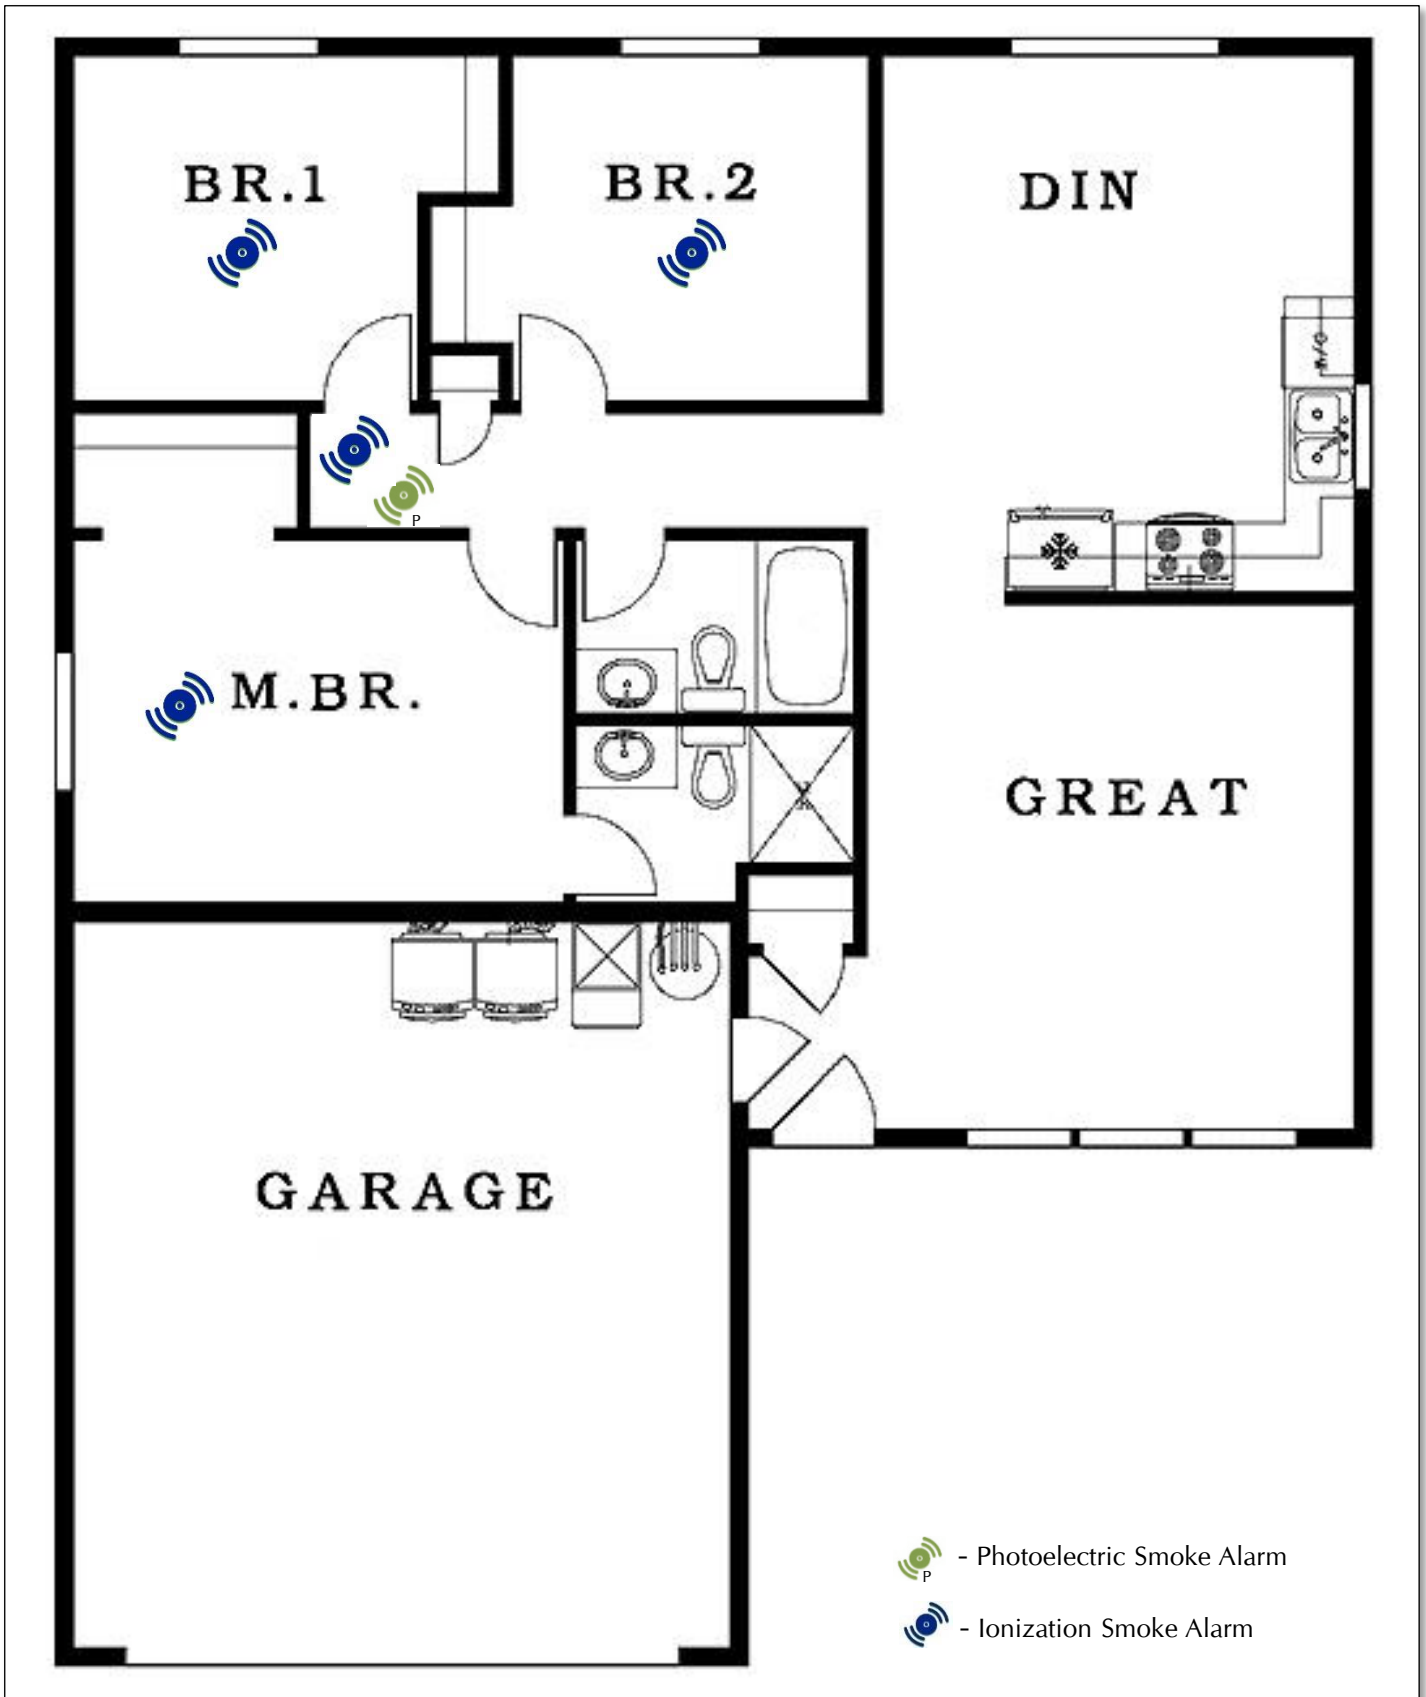 BR.1
BR.2
DIN
D/W
P
M.BR.
GREAT
GARAGE
- Photoelectric Smoke Alarm
P
- Ionization Smoke Alarm